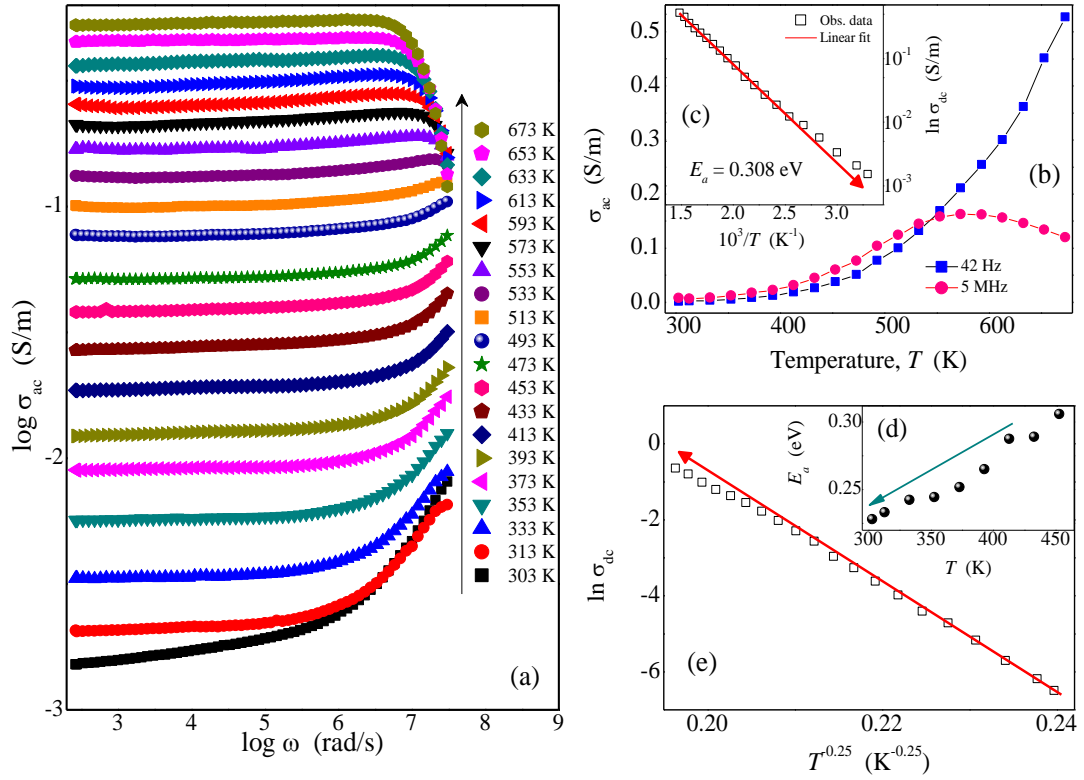 log σac (S/m)
-1
-2
-3
3 4 5 6 7 8 9
log ω (rad/s)
673 K
653 K
633 K
613 K
593 K
573 K
553 K
533 K
513 K
493 K
473 K
453 K
433 K
413 K
393 K
373 K
353 K
333 K
313 K
303 K
(a)
σac (S/m)
0.5
0.4
0.3
0.2
0.1
0.0
300 400 500 600
Temperature, T (K)
(b)
42 Hz
5 MHz
Obs. data
Linear fit
(c)
Ea = 0.308 eV
1.5 2.0 2.5 3.0
10³/T (K⁻¹)
10⁻¹
10⁻²
10⁻³
ln σdc (S/m)
ln σdc
0
-2
-4
-6
0.20 0.22 0.24
T⁻⁰·²⁵ (K⁻⁰·²⁵)
(e)
Ea (eV)
0.30
0.25
300 350 400 450
T (K)
(d)